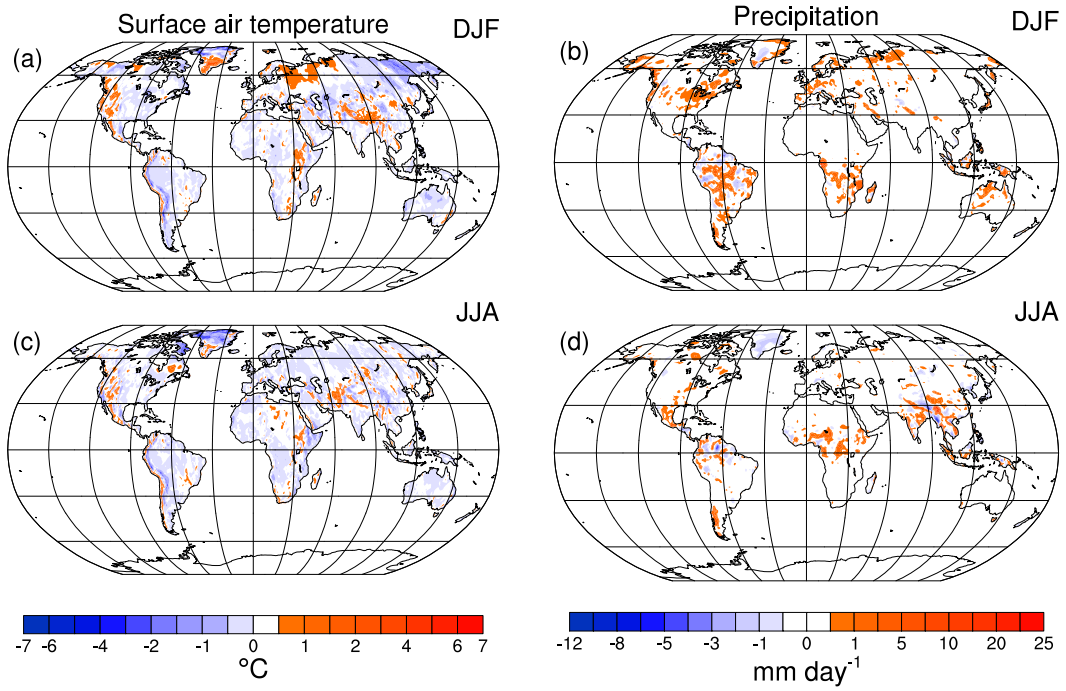 Surface air temperature
Precipitation
(a)
DJF
(b)
DJF
(c)
JJA
(d)
JJA
-7 -6 -4 -2 -1 0 1 2 4 6 7
°C
-12 -8 -5 -3 -1 0 1 5 10 20 25
mm day-1